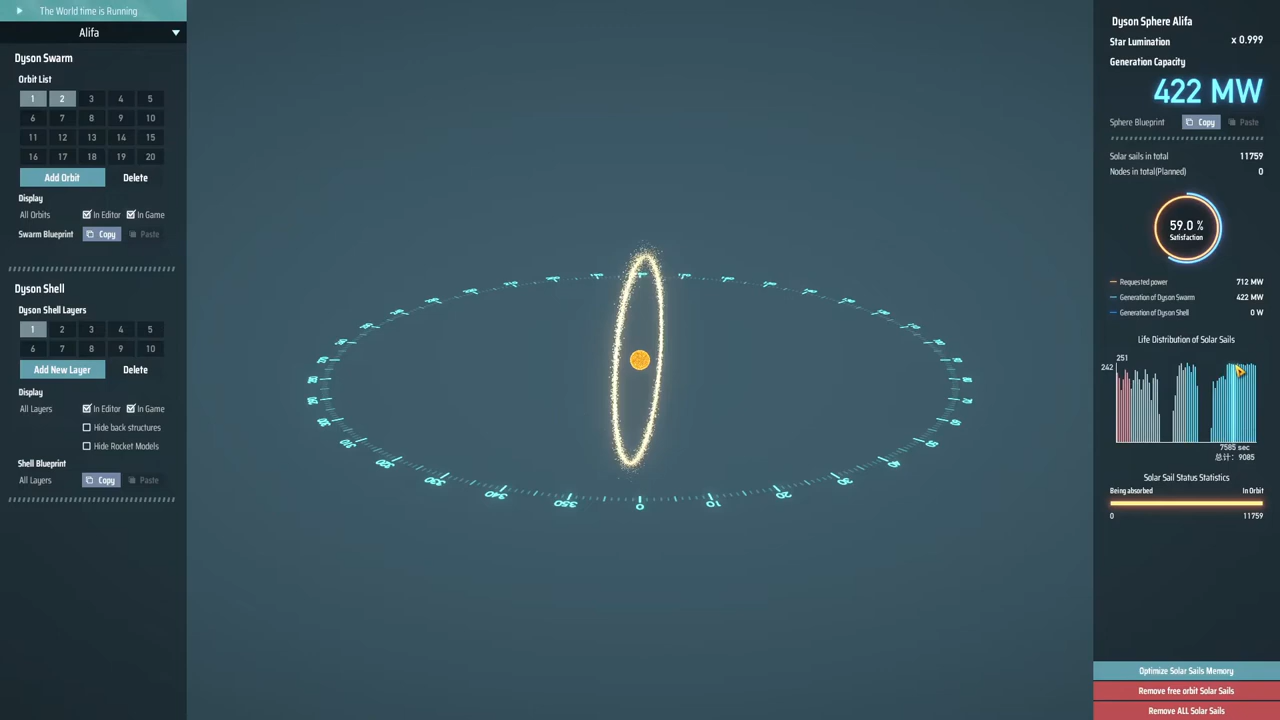 The World time is Running
Alifa
Dyson Swarm
Orbit List
1 2 3 4 5
6 7 8 9 10
11 12 13 14 15
16 17 18 19 20
Add Orbit Delete
Display
All Orbits In Editor In Game
Swarm Blueprint Copy Paste
Dyson Shell
Dyson Shell Layers
1 2 3 4 5
6 7 8 9 10
Add New Layer Delete
Display
All Layers In Editor In Game
Hide back structures
Hide Rocket Models
Shell Blueprint
All Layers Copy Paste
350 0 10
340 20
30
Dyson Sphere Alifa
Star Lumination x 0.999
Generation Capacity
422 MW
Sphere Blueprint Copy Paste
Solar sails in total 11759
Nodes in total(Planned) 0
59.0 %
Satisfaction
Requested power 712 MW
Generation of Dyson Swarm 422 MW
Generation of Dyson Shell 0 W
Life Distribution of Solar Sails
251
242
7585 sec
总计: 9085
Solar Sail Status Statistics
Being absorbed In Orbit
0 11759
Optimize Solar Sails Memory
Remove free orbit Solar Sails
Remove ALL Solar Sails